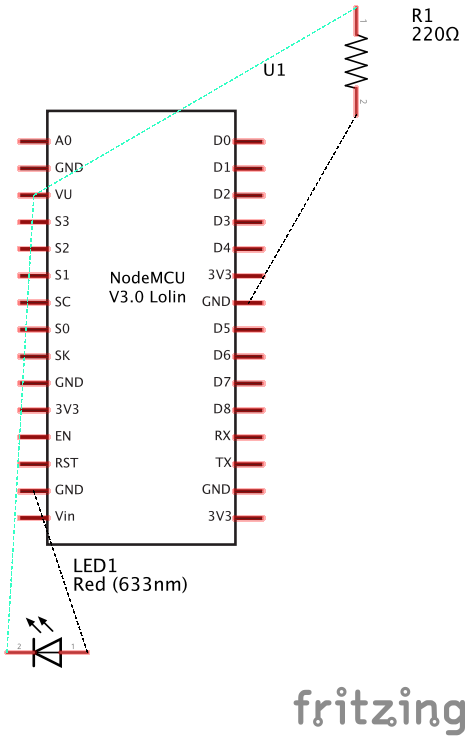 R1
220Ω
1
2
U1
A0
GND
VU
S3
S2
S1
SC
S0
SK
GND
3V3
EN
RST
GND
Vin
NodeMCU
V3.0 Lolin
D0
D1
D2
D3
D4
3V3
GND
D5
D6
D7
D8
RX
TX
GND
3V3
LED1
Red (633nm)
2 1
fritzing